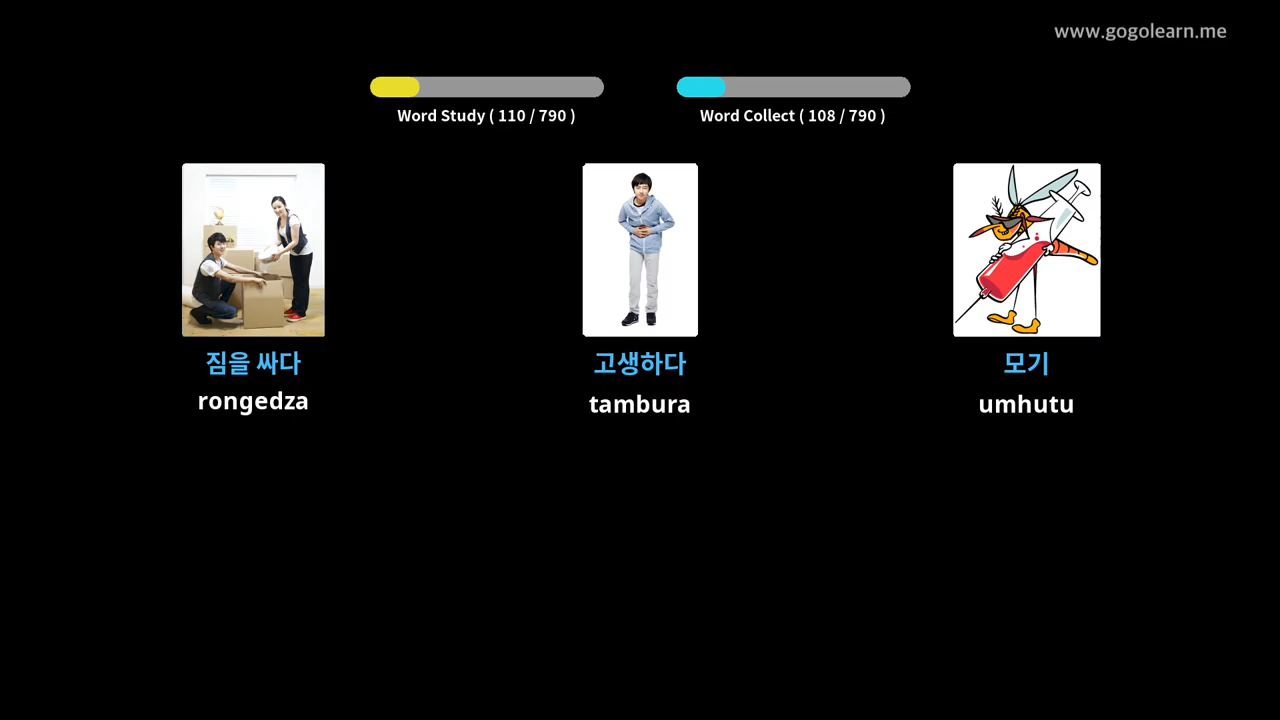 www.gogolearn.me
Word Study ( 110 / 790 )
Word Collect ( 108 / 790 )
짐을 싸다
rongedza
고생하다
tambura
모기
umhutu